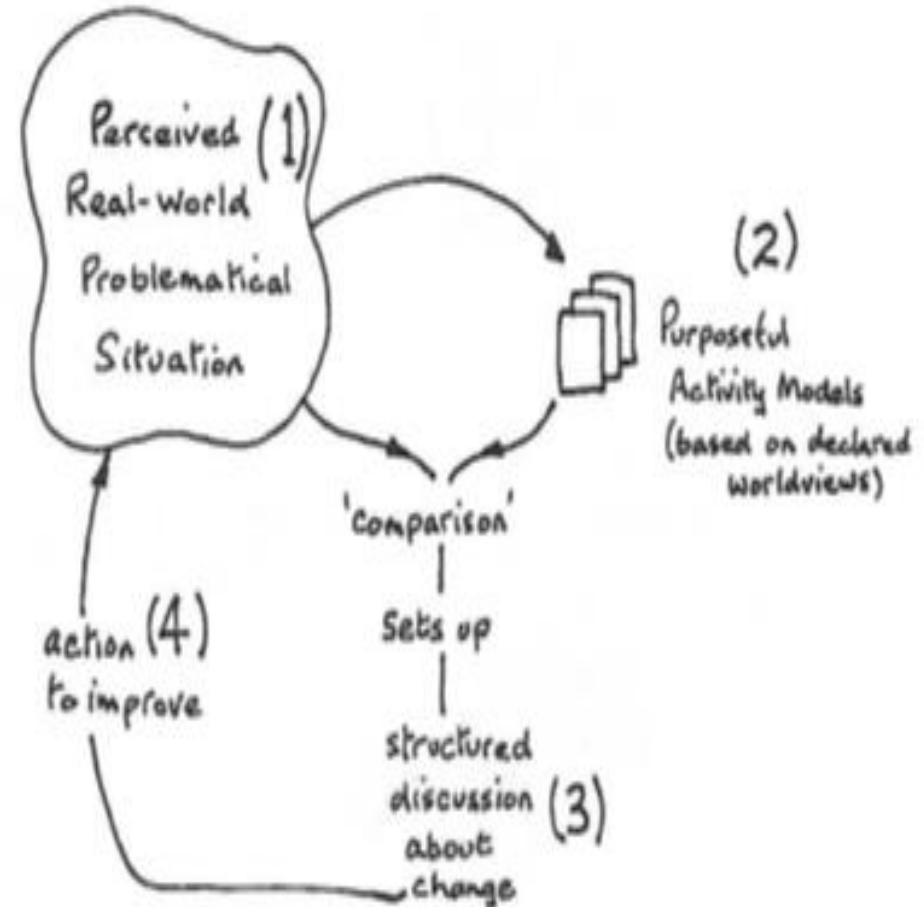 Perceived (1)
Real-world
Problematical
Situation
(2)
Purposeful
Activity Models
(based on declared
worldviews)
'comparison'
Sets up
structured
discussion (3)
about
change
action (4)
to improve